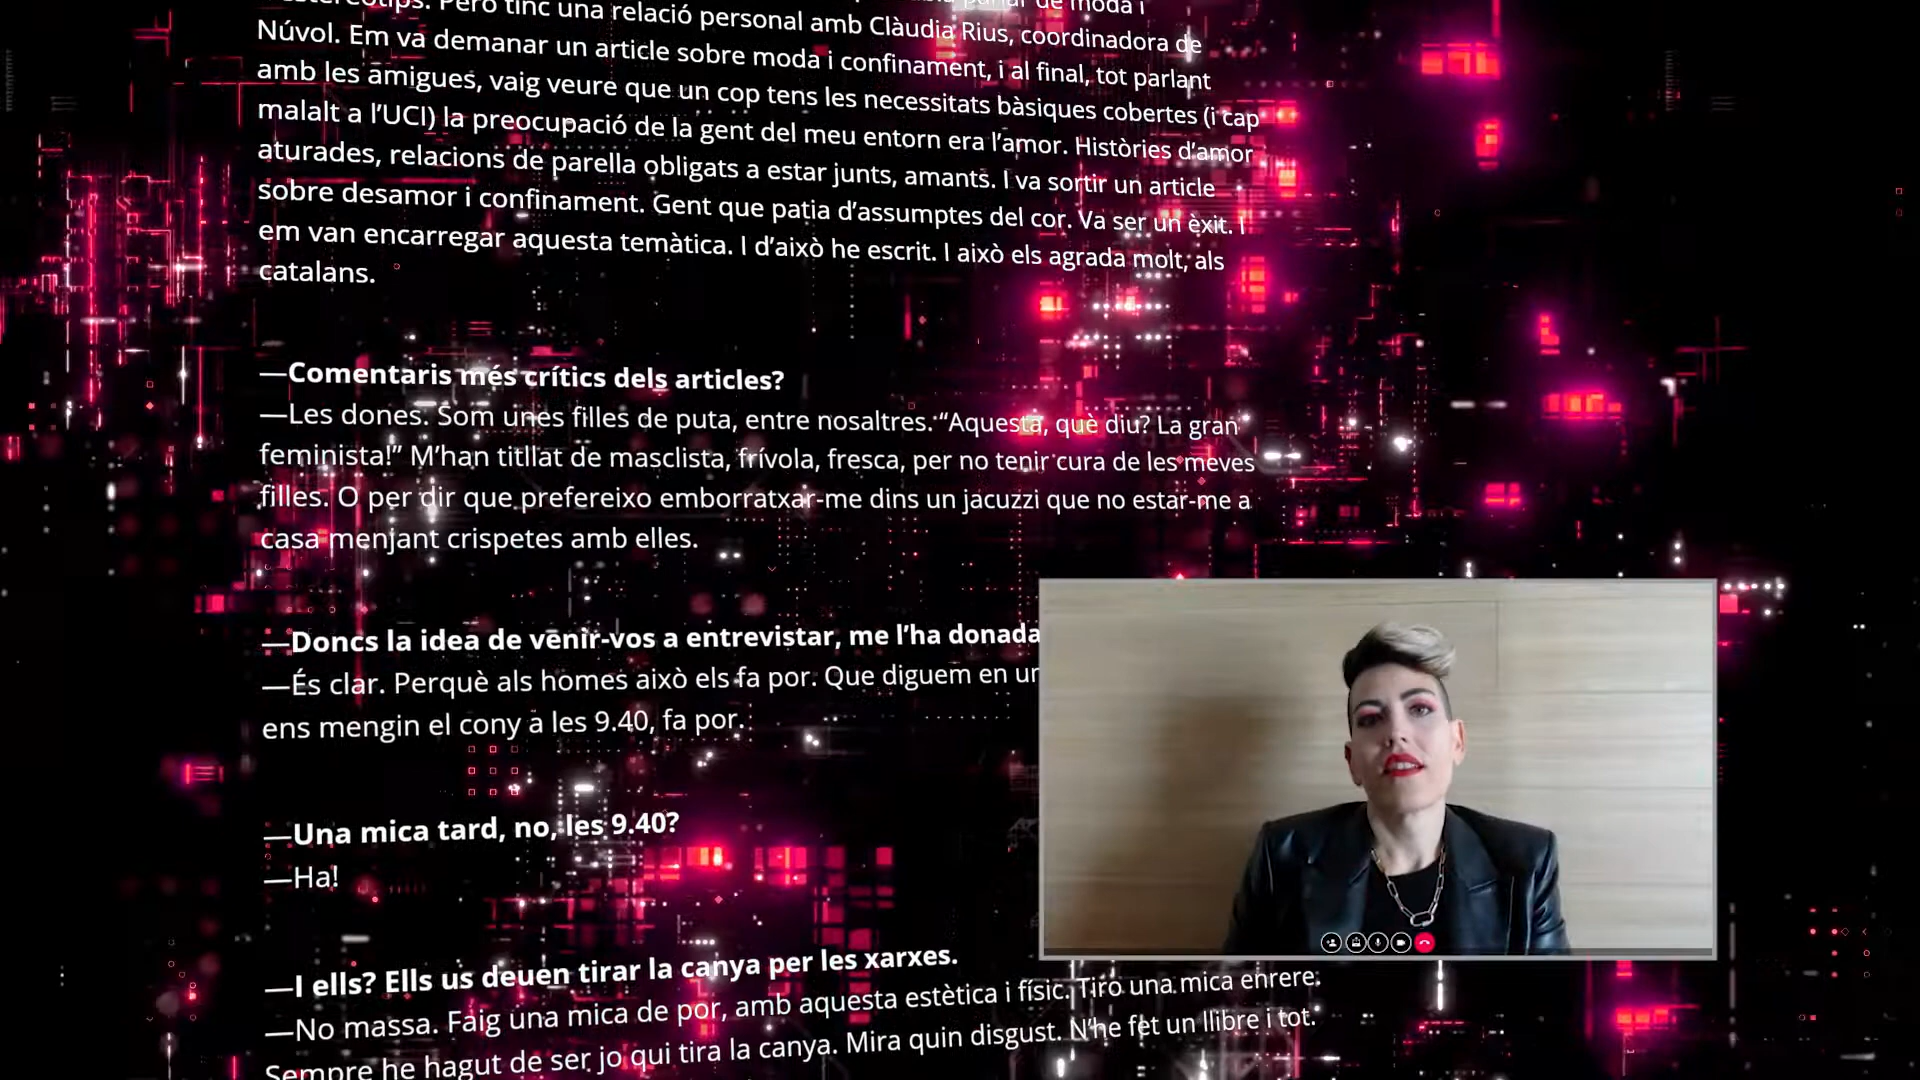 Però tinc una relació personal amb Clàudia Rius, coordinadora de
Núvol. Em va demanar un article sobre moda i confinament, i al final, tot parlant
amb les amigues, vaig veure que un cop tens les necessitats bàsiques cobertes (i cap
malalt a l’UCI) la preocupació de la gent del meu entorn era l’amor. Històries d’amor
aturades, relacions de parella obligats a estar junts, amants. I va sortir un article
sobre desamor i confinament. Gent que patia d’assumptes del cor. Va ser un èxit. I
em van encarregar aquesta temàtica. I d’això he escrit. I això els agrada molt, als
catalans.
—Comentaris més crítics dels articles?
—Les dones. Som unes filles de puta, entre nosaltres. “Aquesta, què diu? La gran
feminista!” M’han titllat de masclista, frívola, fresca, per no tenir cura de les meves
filles. O per dir que prefereixo emborratxar-me dins un jacuzzi que no estar-me a
casa menjant crispetes amb elles.
—Doncs la idea de venir-vos a entrevistar, me l’ha donada
—És clar. Perquè als homes això els fa por. Que diguem en
ens mengin el cony a les 9.40, fa por.
—Una mica tard, no, les 9.40?
—Ha!
—I ells? Ells us deuen tirar la canya per les xarxes.
—No massa. Faig una mica de por, amb aquesta estètica i físic. Tiro una mica enrere.
Sempre he hagut de ser jo qui tira la canya. Mira quin disgust. N’he fet un llibre i tot.